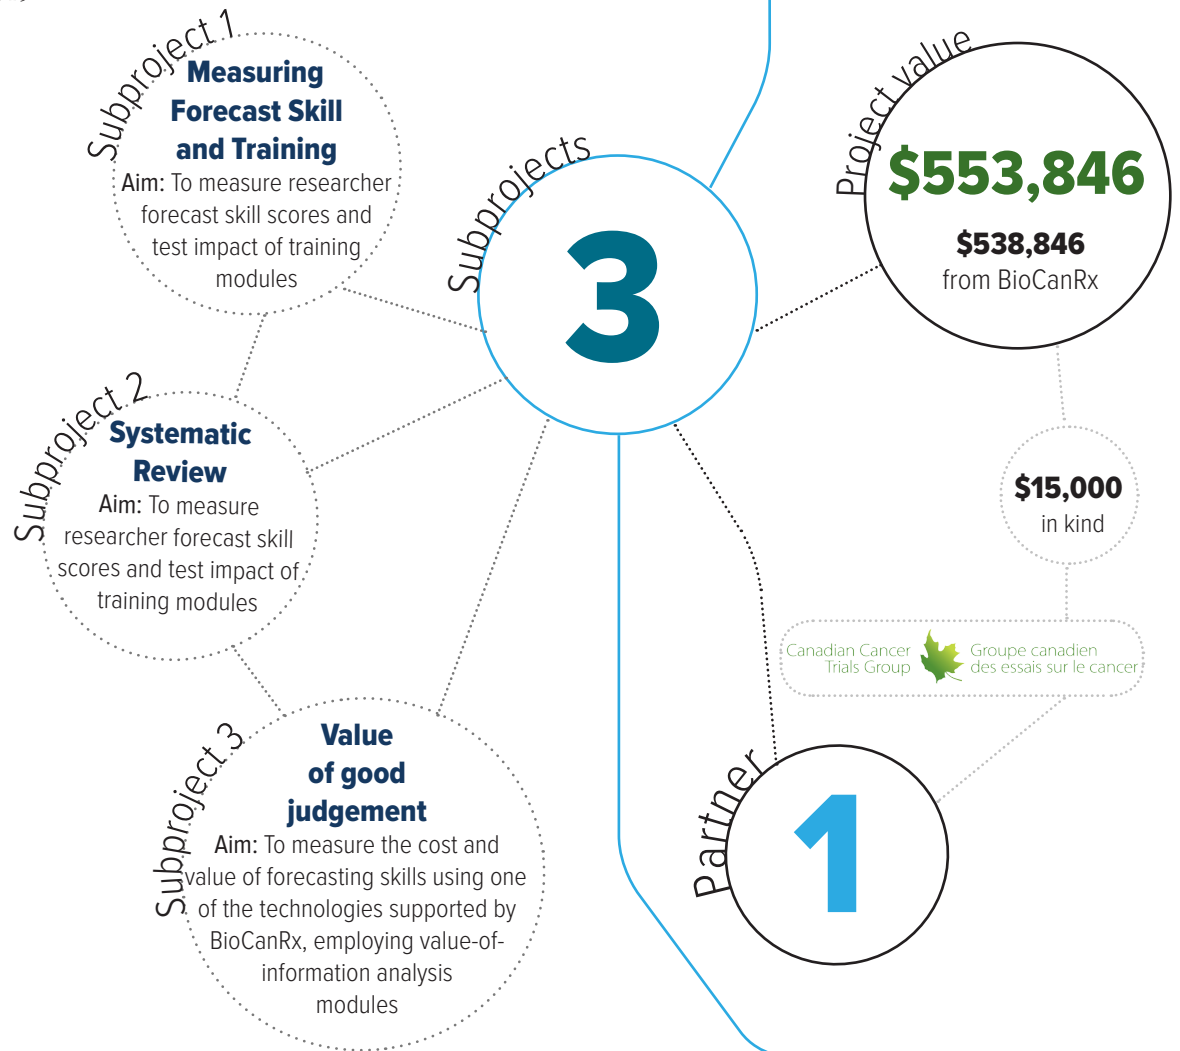 Subproject 1
Measuring
Forecast Skill
and Training
Aim: To measure researcher
forecast skill scores and
test impact of training
modules
Subproject 2
Systematic
Review
Aim: To measure
researcher forecast skill
scores and test impact of
training modules
Subproject 3
Value
of good
judgement
Aim: To measure the cost and
value of forecasting skills using one
of the technologies supported by
BioCanRx, employing value-of-
information analysis
modules
Subprojects
3
Project value
$553,846
$538,846
from BioCanRx
$15,000
in kind
Canadian Cancer
Trials Group
Groupe canadien
des essais sur le cancer
Partner
1